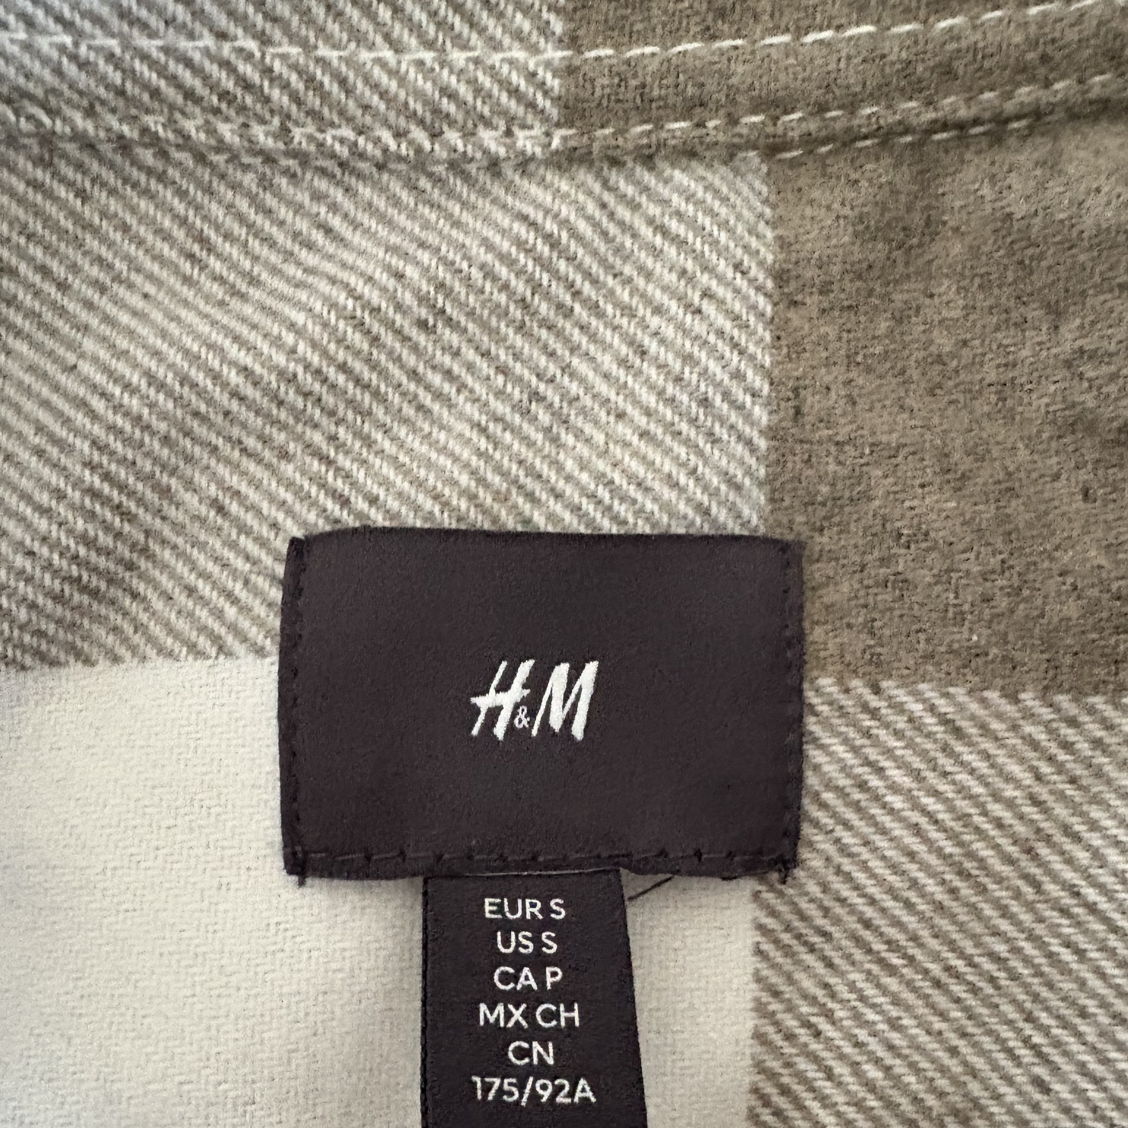 H&M
EUR S
US S
CA P
MX CH
CN
175/92A